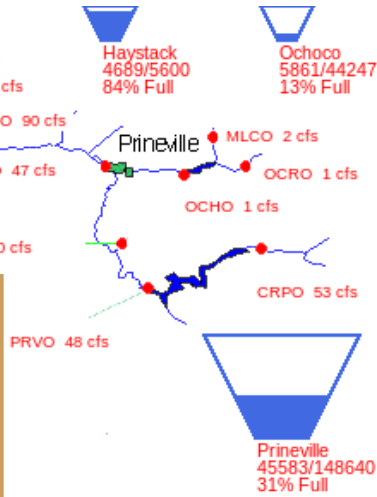 Haystack
4689/5600
84% Full
Ochoco
5861/44247
13% Full
cfs
O 90 cfs
Prineville
MLCO 2 cfs
47 cfs
OCRO 1 cfs
OCHO 1 cfs
0 cfs
CRPO 53 cfs
PRVO 48 cfs
Prineville
45583/148640
31% Full